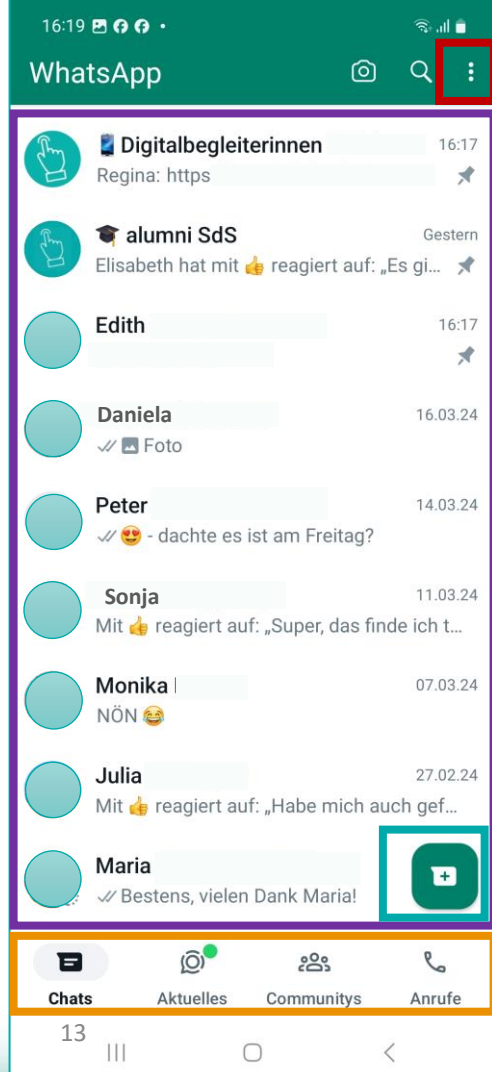 16:19
WhatsApp
Digitalbegleiterinnen 16:17
Regina: https
alumni SdS Gestern
Elisabeth hat mit 👍 reagiert auf: „Es gi...
Edith 16:17
Daniela 16.03.24
Foto
Peter 14.03.24
😍 - dachte es ist am Freitag?
Sonja 11.03.24
Mit 👍 reagiert auf: „Super, das finde ich t...
Monika 07.03.24
NÖN 😂
Julia 27.02.24
Mit 👍 reagiert auf: „Habe mich auch gef...
Maria
Bestens, vielen Dank Maria!
Chats Aktuelles Communitys Anrufe
13